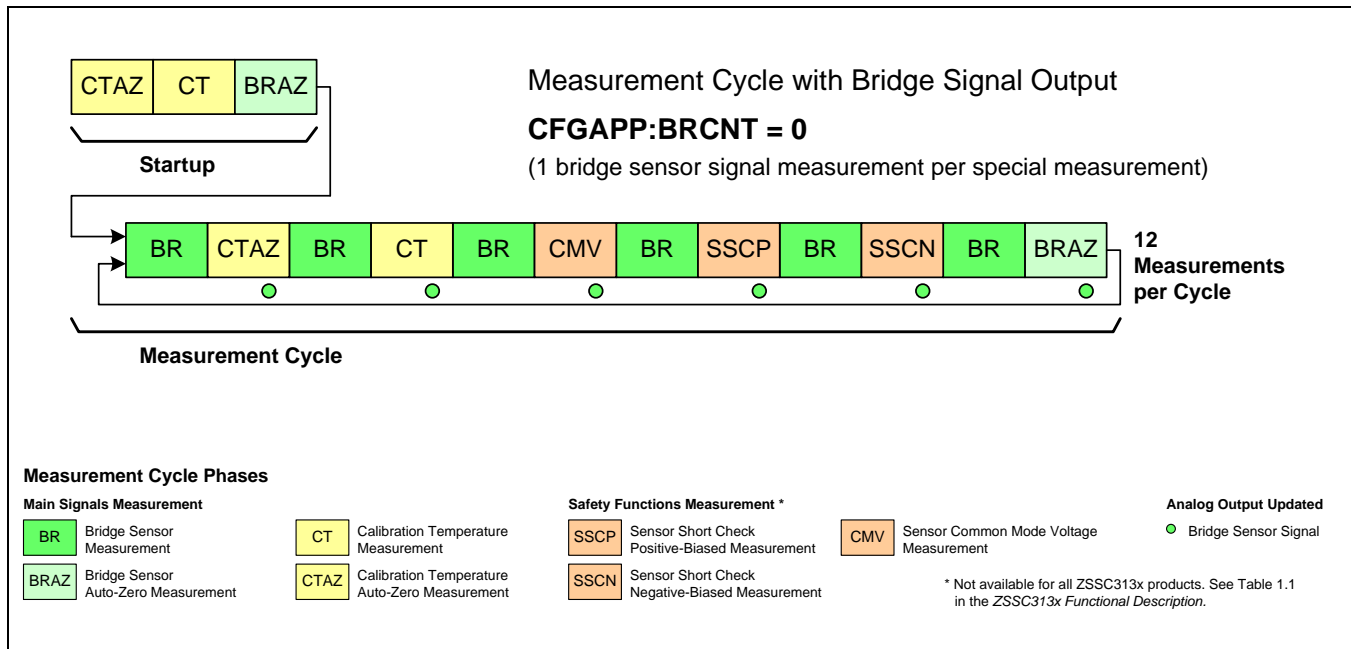 CTAZ CT BRAZ
Startup
Measurement Cycle with Bridge Signal Output
CFGAPP:BRCNT = 0
(1 bridge sensor signal measurement per special measurement)
BR CTAZ BR CT BR CMV BR SSCP BR SSCN BR BRAZ
12
Measurements
per Cycle
Measurement Cycle
Measurement Cycle Phases
Main Signals Measurement
BR
Bridge Sensor
Measurement
BRAZ
Bridge Sensor
Auto-Zero Measurement
CT
Calibration Temperature
Measurement
CTAZ
Calibration Temperature
Auto-Zero Measurement
Safety Functions Measurement *
SSCP
Sensor Short Check
Positive-Biased Measurement
SSCN
Sensor Short Check
Negative-Biased Measurement
CMV
Sensor Common Mode Voltage
Measurement
Analog Output Updated
Bridge Sensor Signal
* Not available for all ZSSC313x products. See Table 1.1
in the ZSSC313x Functional Description.